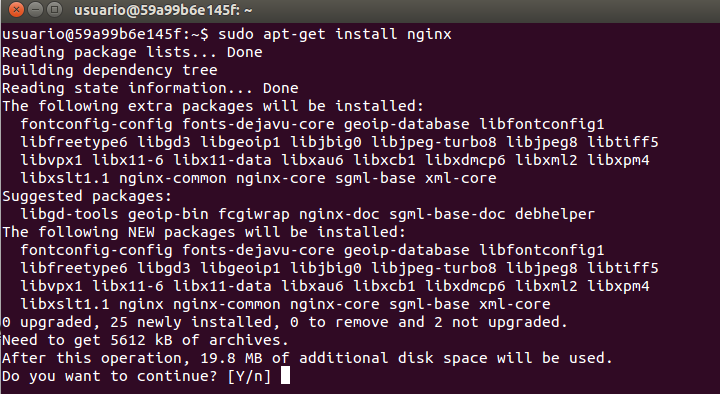 usuario@59a99b6e145f: ~
usuario@59a99b6e145f:~$ sudo apt-get install nginx
Reading package lists... Done
Building dependency tree
Reading state information... Done
The following extra packages will be installed:
  fontconfig-config fonts-dejavu-core geoip-database libfontconfig1
  libfreetype6 libgd3 libgeoip1 libjbig0 libjpeg-turbo8 libjpeg8 libtiff5
  libvpx1 libx11-6 libx11-data libxau6 libxcb1 libxdmcp6 libxml2 libxpm4
  libxslt1.1 nginx-common nginx-core sgml-base xml-core
Suggested packages:
  libgd-tools geoip-bin fcgiwrap nginx-doc sgml-base-doc debhelper
The following NEW packages will be installed:
  fontconfig-config fonts-dejavu-core geoip-database libfontconfig1
  libfreetype6 libgd3 libgeoip1 libjbig0 libjpeg-turbo8 libjpeg8 libtiff5
  libvpx1 libx11-6 libx11-data libxau6 libxcb1 libxdmcp6 libxml2 libxpm4
  libxslt1.1 nginx nginx-common nginx-core sgml-base xml-core
0 upgraded, 25 newly installed, 0 to remove and 2 not upgraded.
Need to get 5612 kB of archives.
After this operation, 19.8 MB of additional disk space will be used.
Do you want to continue? [Y/n]